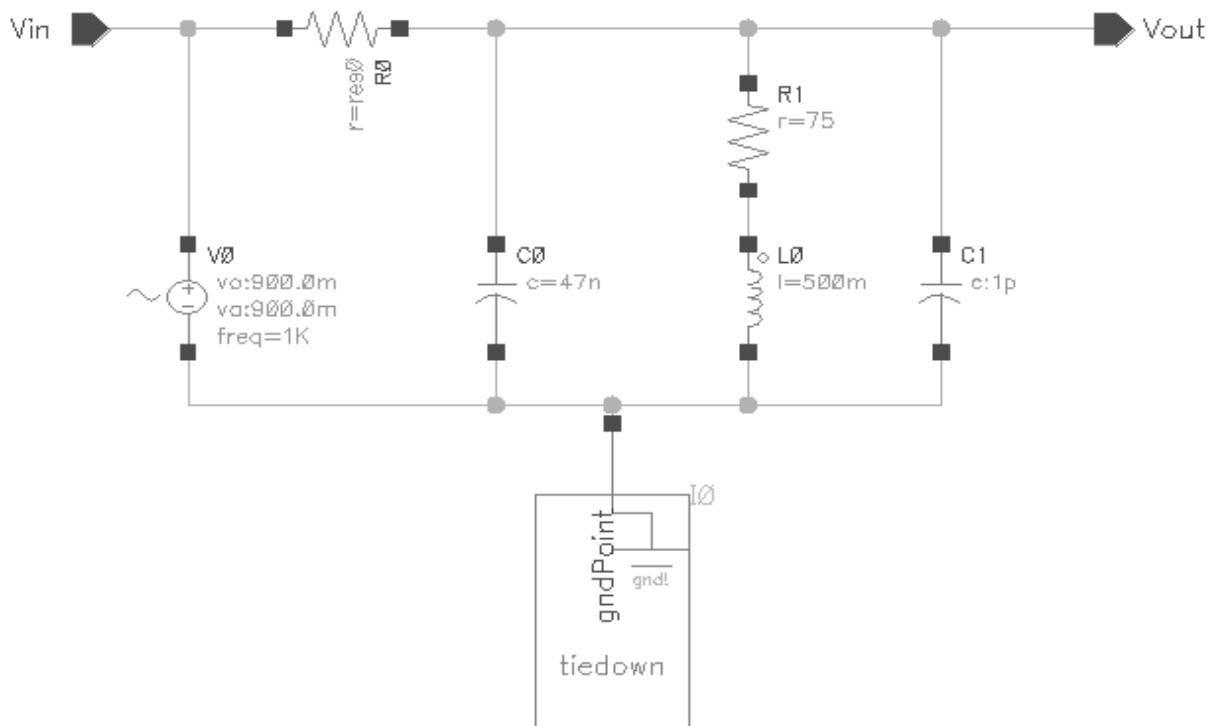 Vin
Vout
r=res0
R0
R1
r=75
V0
vo:900.0m
va:900.0m
freq=1K
C0
c=47n
L0
l=500m
C1
c:1p
I0
gndPoint
gnd!
tiedown